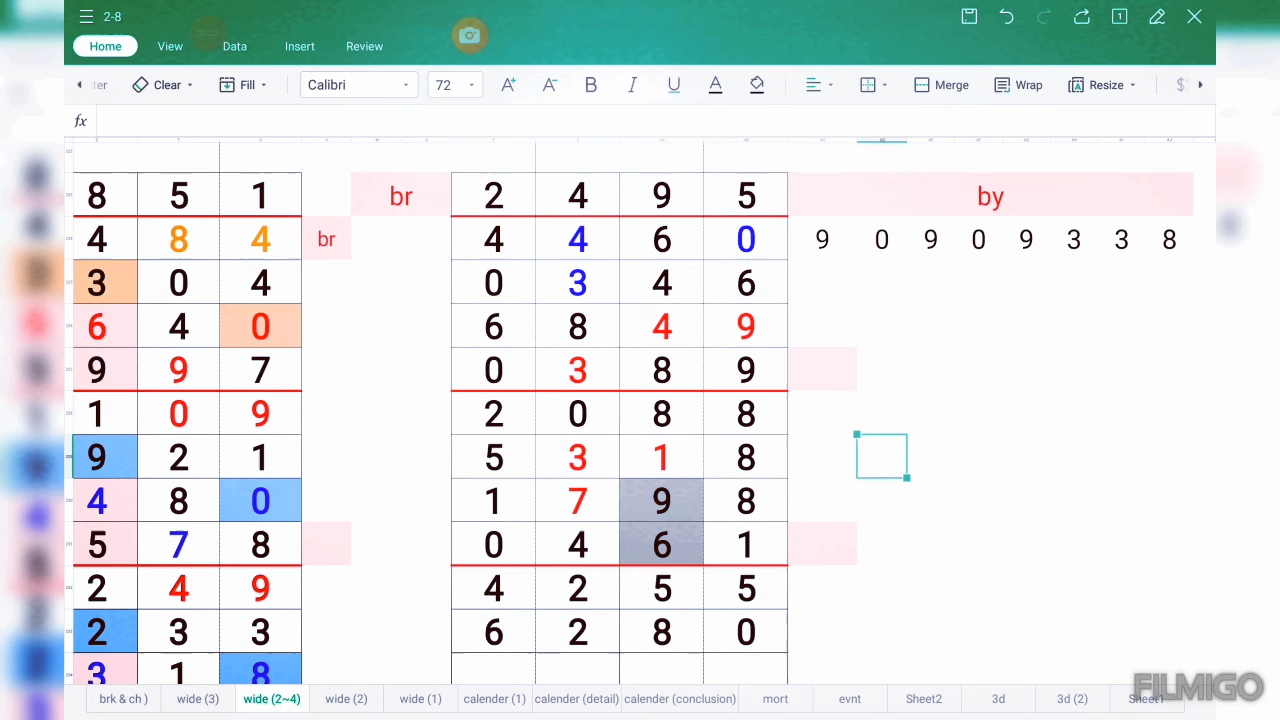 2-8
1
Home View Data Insert Review
ter Clear Fill Calibri 72 A+ A- B I U A Merge Wrap Resize $
fx
8 5 1 br 2 4 9 5 by
4 8 4 br 4 4 6 0 9 0 9 0 9 3 3 8
3 0 4 0 3 4 6
6 4 0 6 8 4 9
9 9 7 0 3 8 9
1 0 9 2 0 8 8
9 2 1 5 3 1 8
4 8 0 1 7 9 8
5 7 8 0 4 6 1
2 4 9 4 2 5 5
2 3 3 6 2 8 0
3 1 8
brk & ch ) wide (3) wide (2~4) wide (2) wide (1) calender (1) calender (detail) calender (conclusion) mort evnt Sheet2 3d 3d (2) Sheet1
FILMIGO